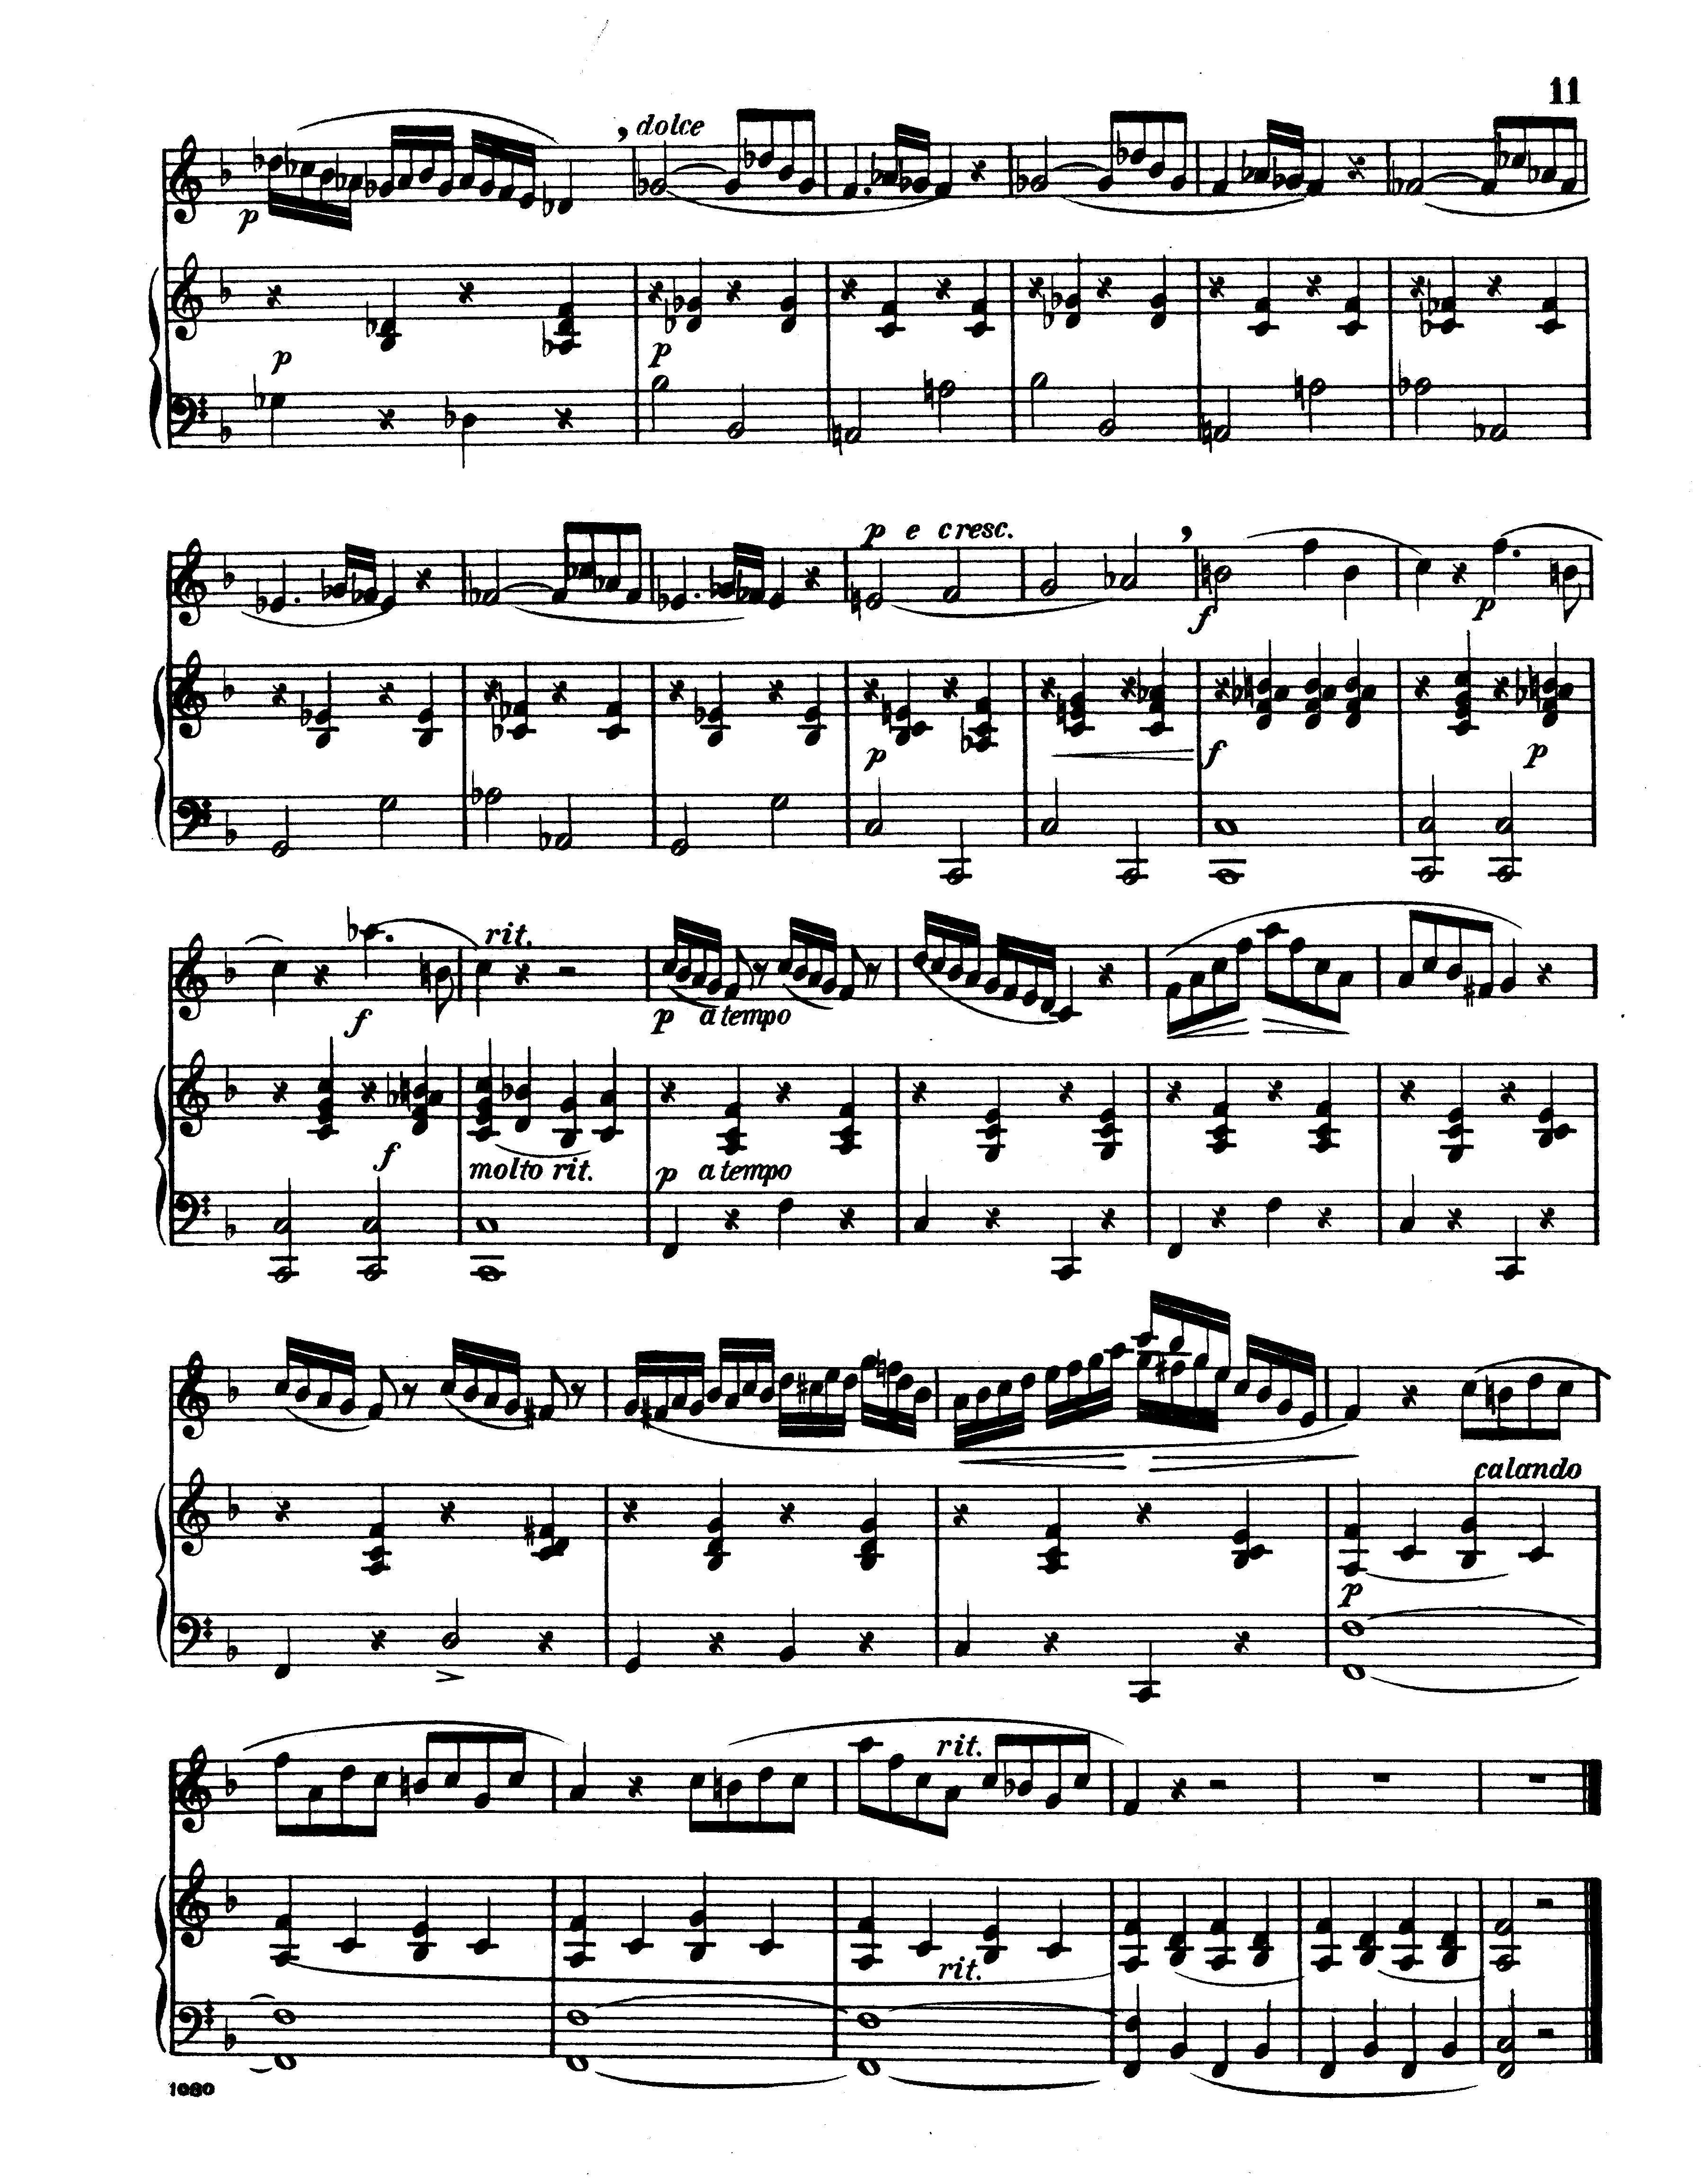 11
dolce
p
p
p
p e cresc.
f
p
p
f
p
rit.
f
p a tempo
f
molto rit.
p a tempo
calando
p
rit.
rit.
1080